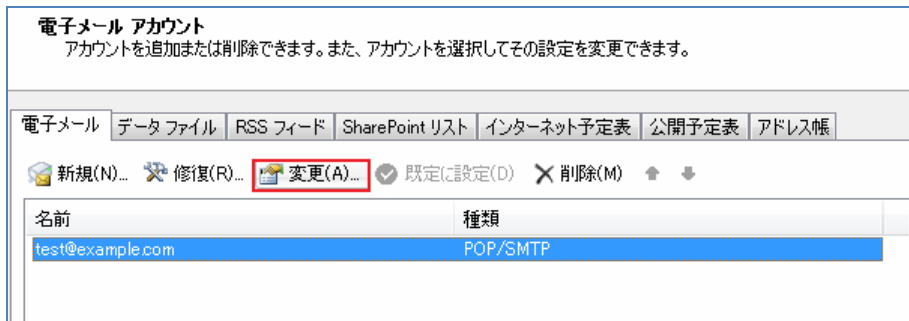 電子メール アカウント
アカウントを追加または削除できます。また、アカウントを選択してその設定を変更できます。
電子メール データ ファイル RSS フィード SharePoint リスト インターネット予定表 公開予定表 アドレス帳
新規(N)... 修復(R)... 変更(A)... 既定に設定(D) 削除(M)
名前 種類
test@example.com POP/SMTP